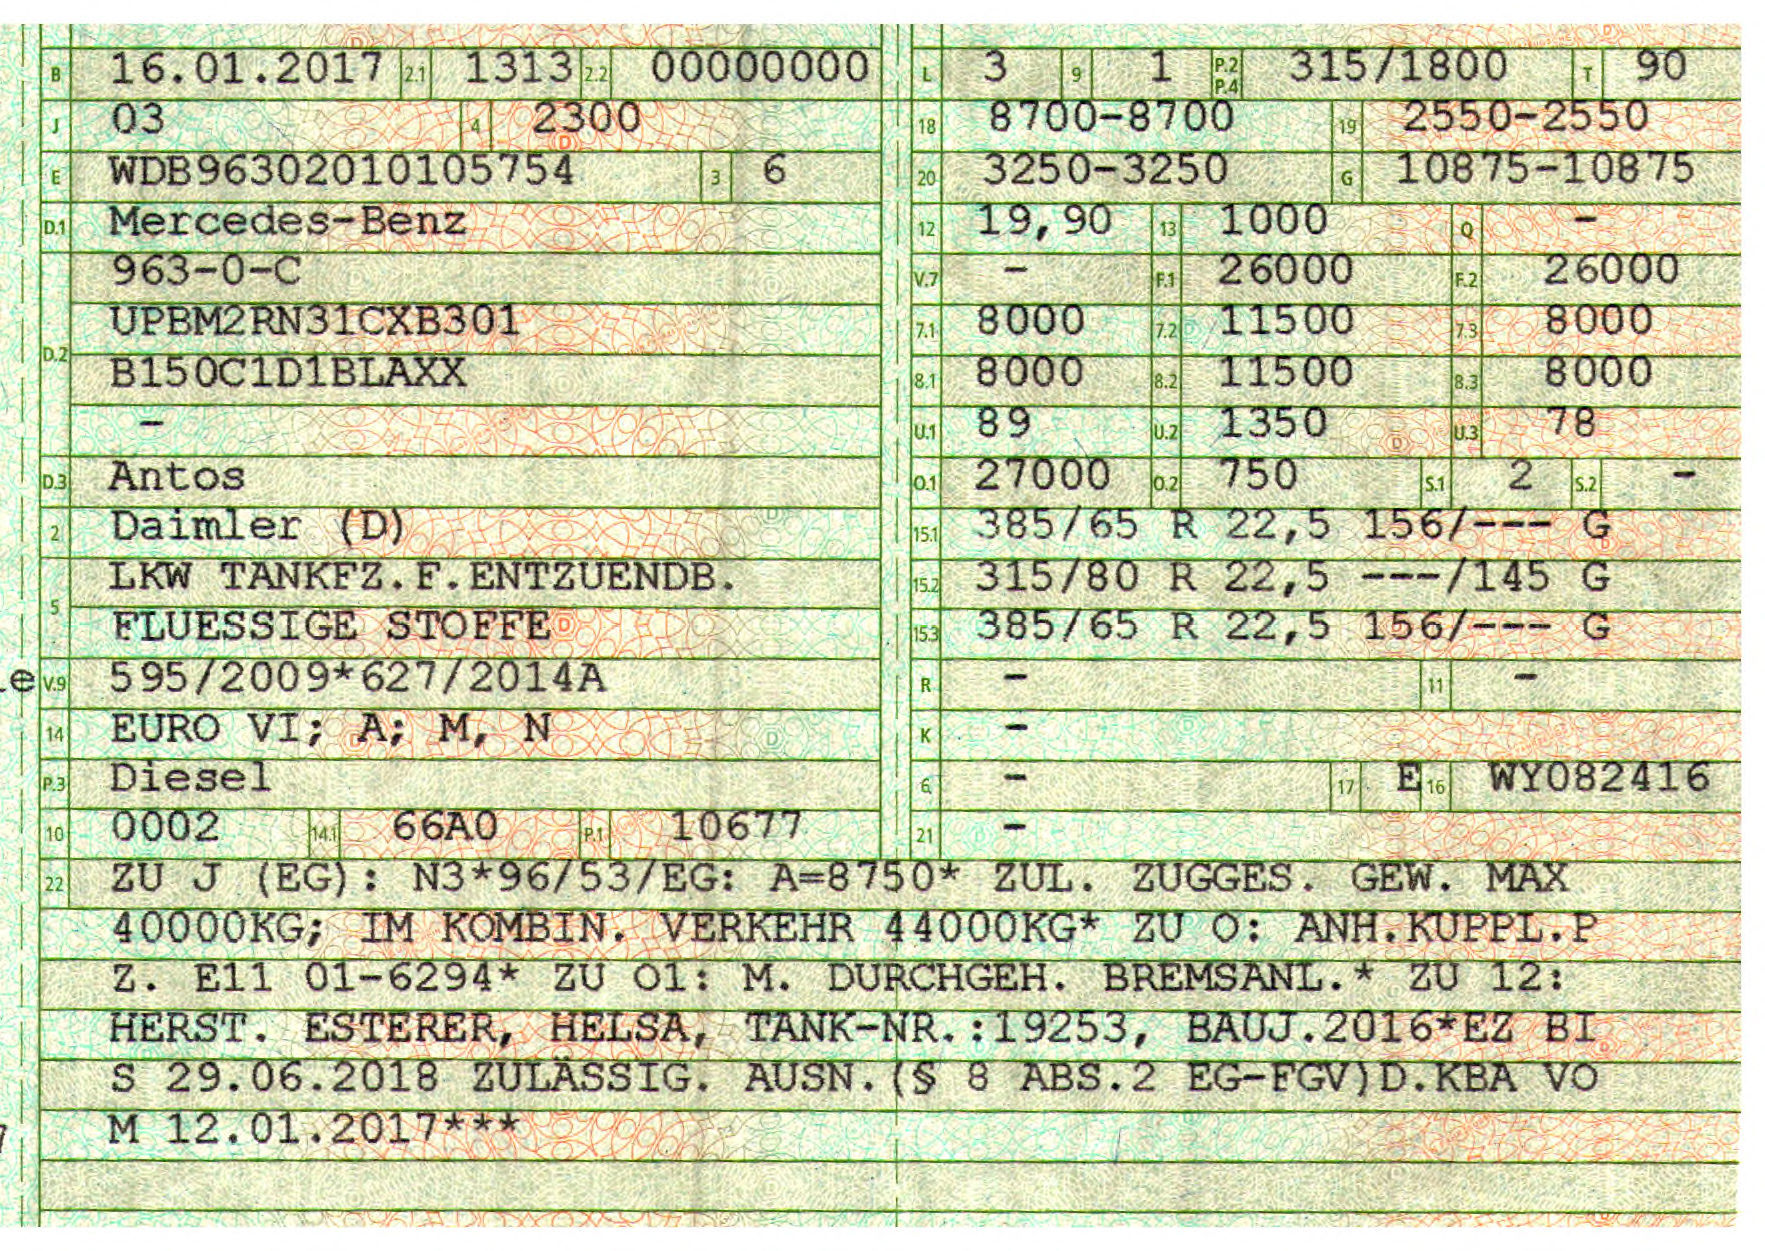 B 16.01.2017 2.1 1313 2.2 00000000
J 03 4 2300
E WDB96302010105754 3 6
D.1 Mercedes-Benz
963-0-C
UPBM2RN31CXB301
D.2
B150C1D1BLAXX
-
D.3 Antos
2 Daimler (D)
LKW TANKFZ.F.ENTZUENDB.
5
FLUESSIGE STOFFE
V.9 595/2009*627/2014A
14 EURO VI; A; M, N
P.3 Diesel
10 0002 14.1 66A0 P.1 10677
L 3 9 1 P.2 P.4 315/1800 T 90
18 8700-8700 19 2550-2550
20 3250-3250 G 10875-10875
12 19,90 13 1000 Q -
V.7 - F.1 26000 F.2 26000
7.1 8000 7.2 11500 7.3 8000
8.1 8000 8.2 11500 8.3 8000
U.1 89 U.2 1350 U.3 78
O.1 27000 O.2 750 S.1 2 S.2 -
15.1 385/65 R 22,5 156/--- G
15.2 315/80 R 22,5 ---/145 G
15.3 385/65 R 22,5 156/--- G
R - 11 -
K -
6 - 17 E 16 WY082416
21 -
22 ZU J (EG): N3*96/53/EG: A=8750* ZUL. ZUGGES. GEW. MAX
40000KG; IM KOMBIN. VERKEHR 44000KG* ZU O: ANH.KUPPL.P
Z. E11 01-6294* ZU O1: M. DURCHGEH. BREMSANL.* ZU 12:
HERST. ESTERER, HELSA, TANK-NR.:19253, BAUJ.2016*EZ BI
S 29.06.2018 ZULÄSSIG. AUSN.(§ 8 ABS.2 EG-FGV)D.KBA VO
M 12.01.2017***